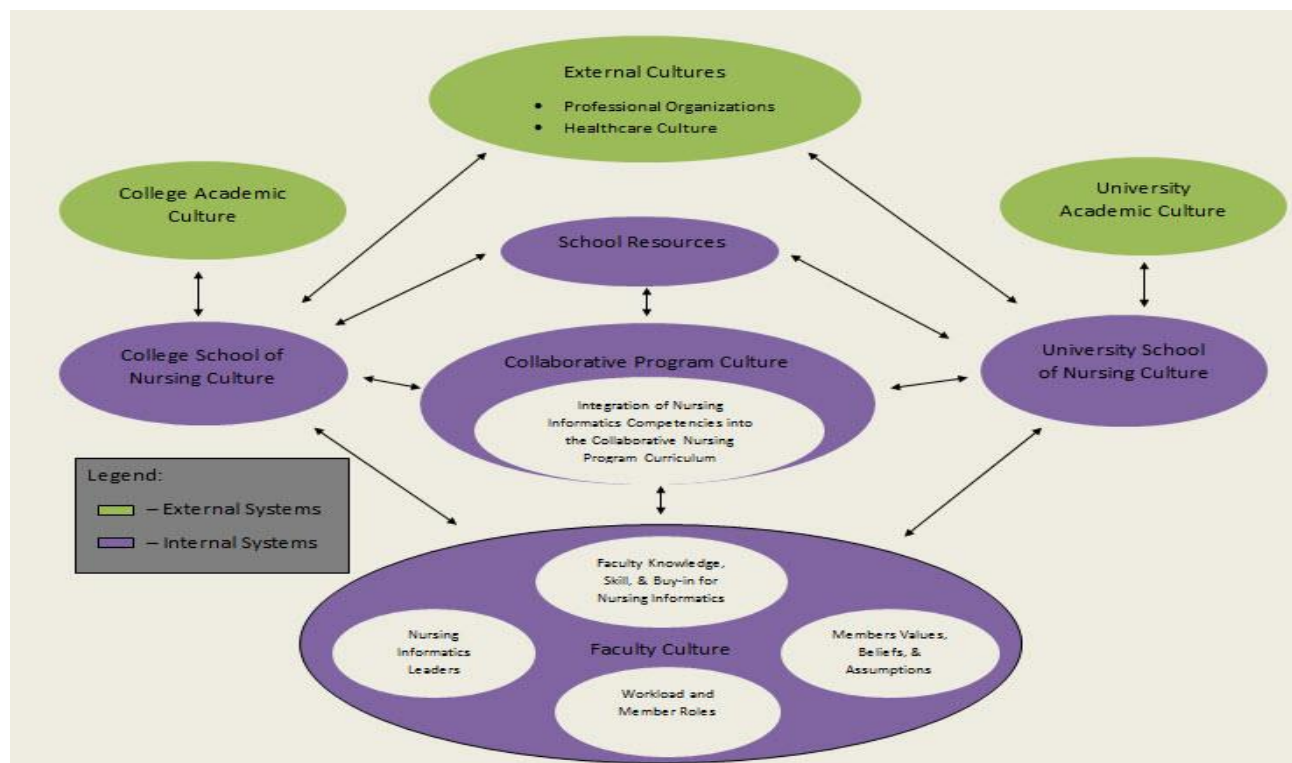 External Cultures
• Professional Organizations
• Healthcare Culture
College Academic
Culture
University
Academic Culture
School Resources
College School of
Nursing Culture
Collaborative Program Culture
University School
of Nursing Culture
Integration of Nursing
Informatics Competencies into
the Collaborative Nursing
Program Curriculum
Legend:
– External Systems
– Internal Systems
Faculty Knowledge,
Skill, & Buy-in for
Nursing Informatics
Nursing
Informatics
Leaders
Faculty Culture
Members Values,
Beliefs, &
Assumptions
Workload and
Member Roles